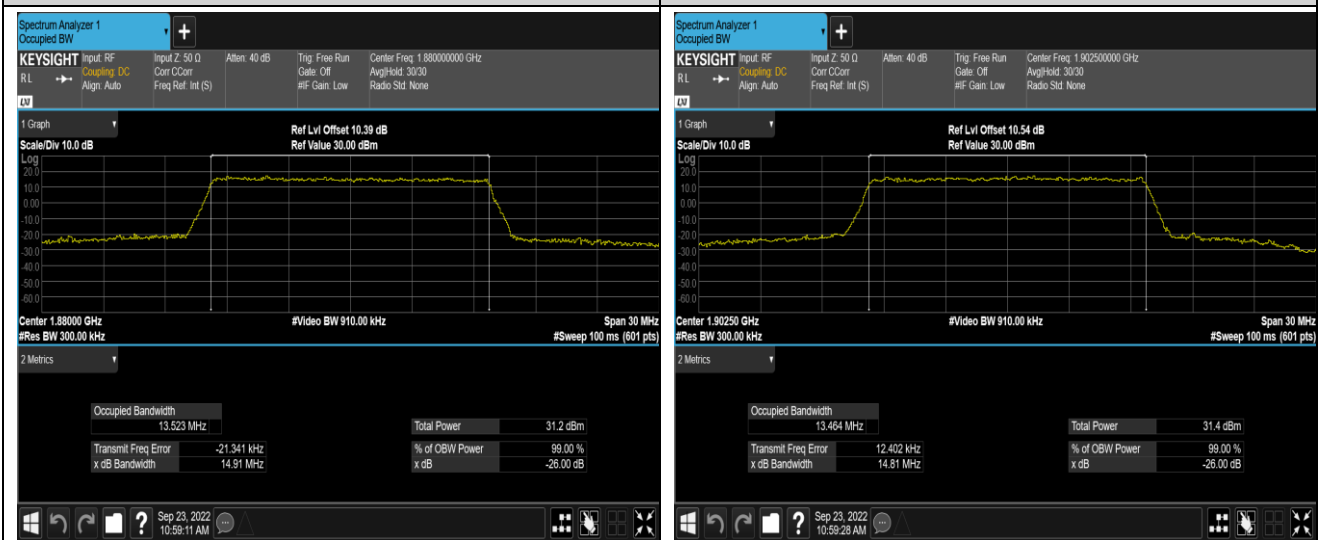 Spectrum Analyzer 1
Occupied BW
+
KEYSIGHT Input: RF Input Z: 50 Ω Atten: 40 dB Trig: Free Run Center Freq: 1.880000000 GHz
Coupling: DC Corr CCorr Gate: Off Avg|Hold: 30/30
R L Align: Auto Freq Ref: Int (S) #IF Gain: Low Radio Std: None
LXI
1 Graph
Ref Lvl Offset 10.39 dB
Scale/Div 10.0 dB Ref Value 30.00 dBm
Log
20.0
10.0
0.00
-10.0
-20.0
-30.0
-40.0
-50.0
-60.0
Center 1.88000 GHz #Video BW 910.00 kHz Span 30 MHz
#Res BW 300.00 kHz #Sweep 100 ms (601 pts)
2 Metrics
Occupied Bandwidth
13.523 MHz Total Power 31.2 dBm
Transmit Freq Error -21.341 kHz % of OBW Power 99.00 %
x dB Bandwidth 14.91 MHz x dB -26.00 dB
? Sep 23, 2022
10:59:11 AM
Spectrum Analyzer 1
Occupied BW
+
KEYSIGHT Input: RF Input Z: 50 Ω Atten: 40 dB Trig: Free Run Center Freq: 1.902500000 GHz
Coupling: DC Corr CCorr Gate: Off Avg|Hold: 30/30
R L Align: Auto Freq Ref: Int (S) #IF Gain: Low Radio Std: None
LXI
1 Graph
Ref Lvl Offset 10.54 dB
Scale/Div 10.0 dB Ref Value 30.00 dBm
Log
20.0
10.0
0.00
-10.0
-20.0
-30.0
-40.0
-50.0
-60.0
Center 1.90250 GHz #Video BW 910.00 kHz Span 30 MHz
#Res BW 300.00 kHz #Sweep 100 ms (601 pts)
2 Metrics
Occupied Bandwidth
13.464 MHz Total Power 31.4 dBm
Transmit Freq Error 12.402 kHz % of OBW Power 99.00 %
x dB Bandwidth 14.81 MHz x dB -26.00 dB
? Sep 23, 2022
10:59:28 AM